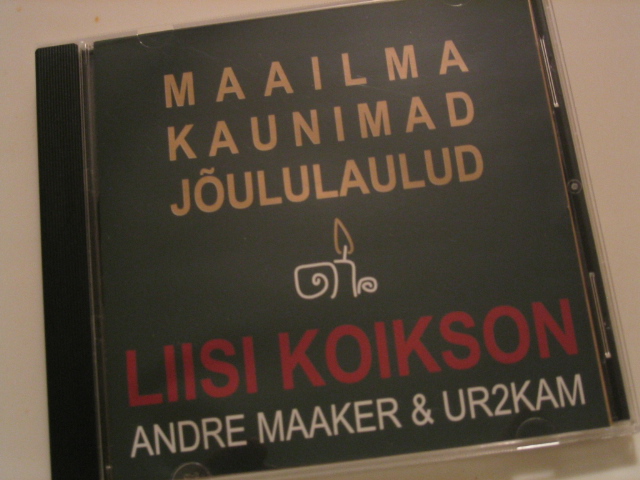 MAAILMA
KAUNIMAD
JÕULULAULUD
LIISI KOIKSON
ANDRE MAAKER & UR2KAM